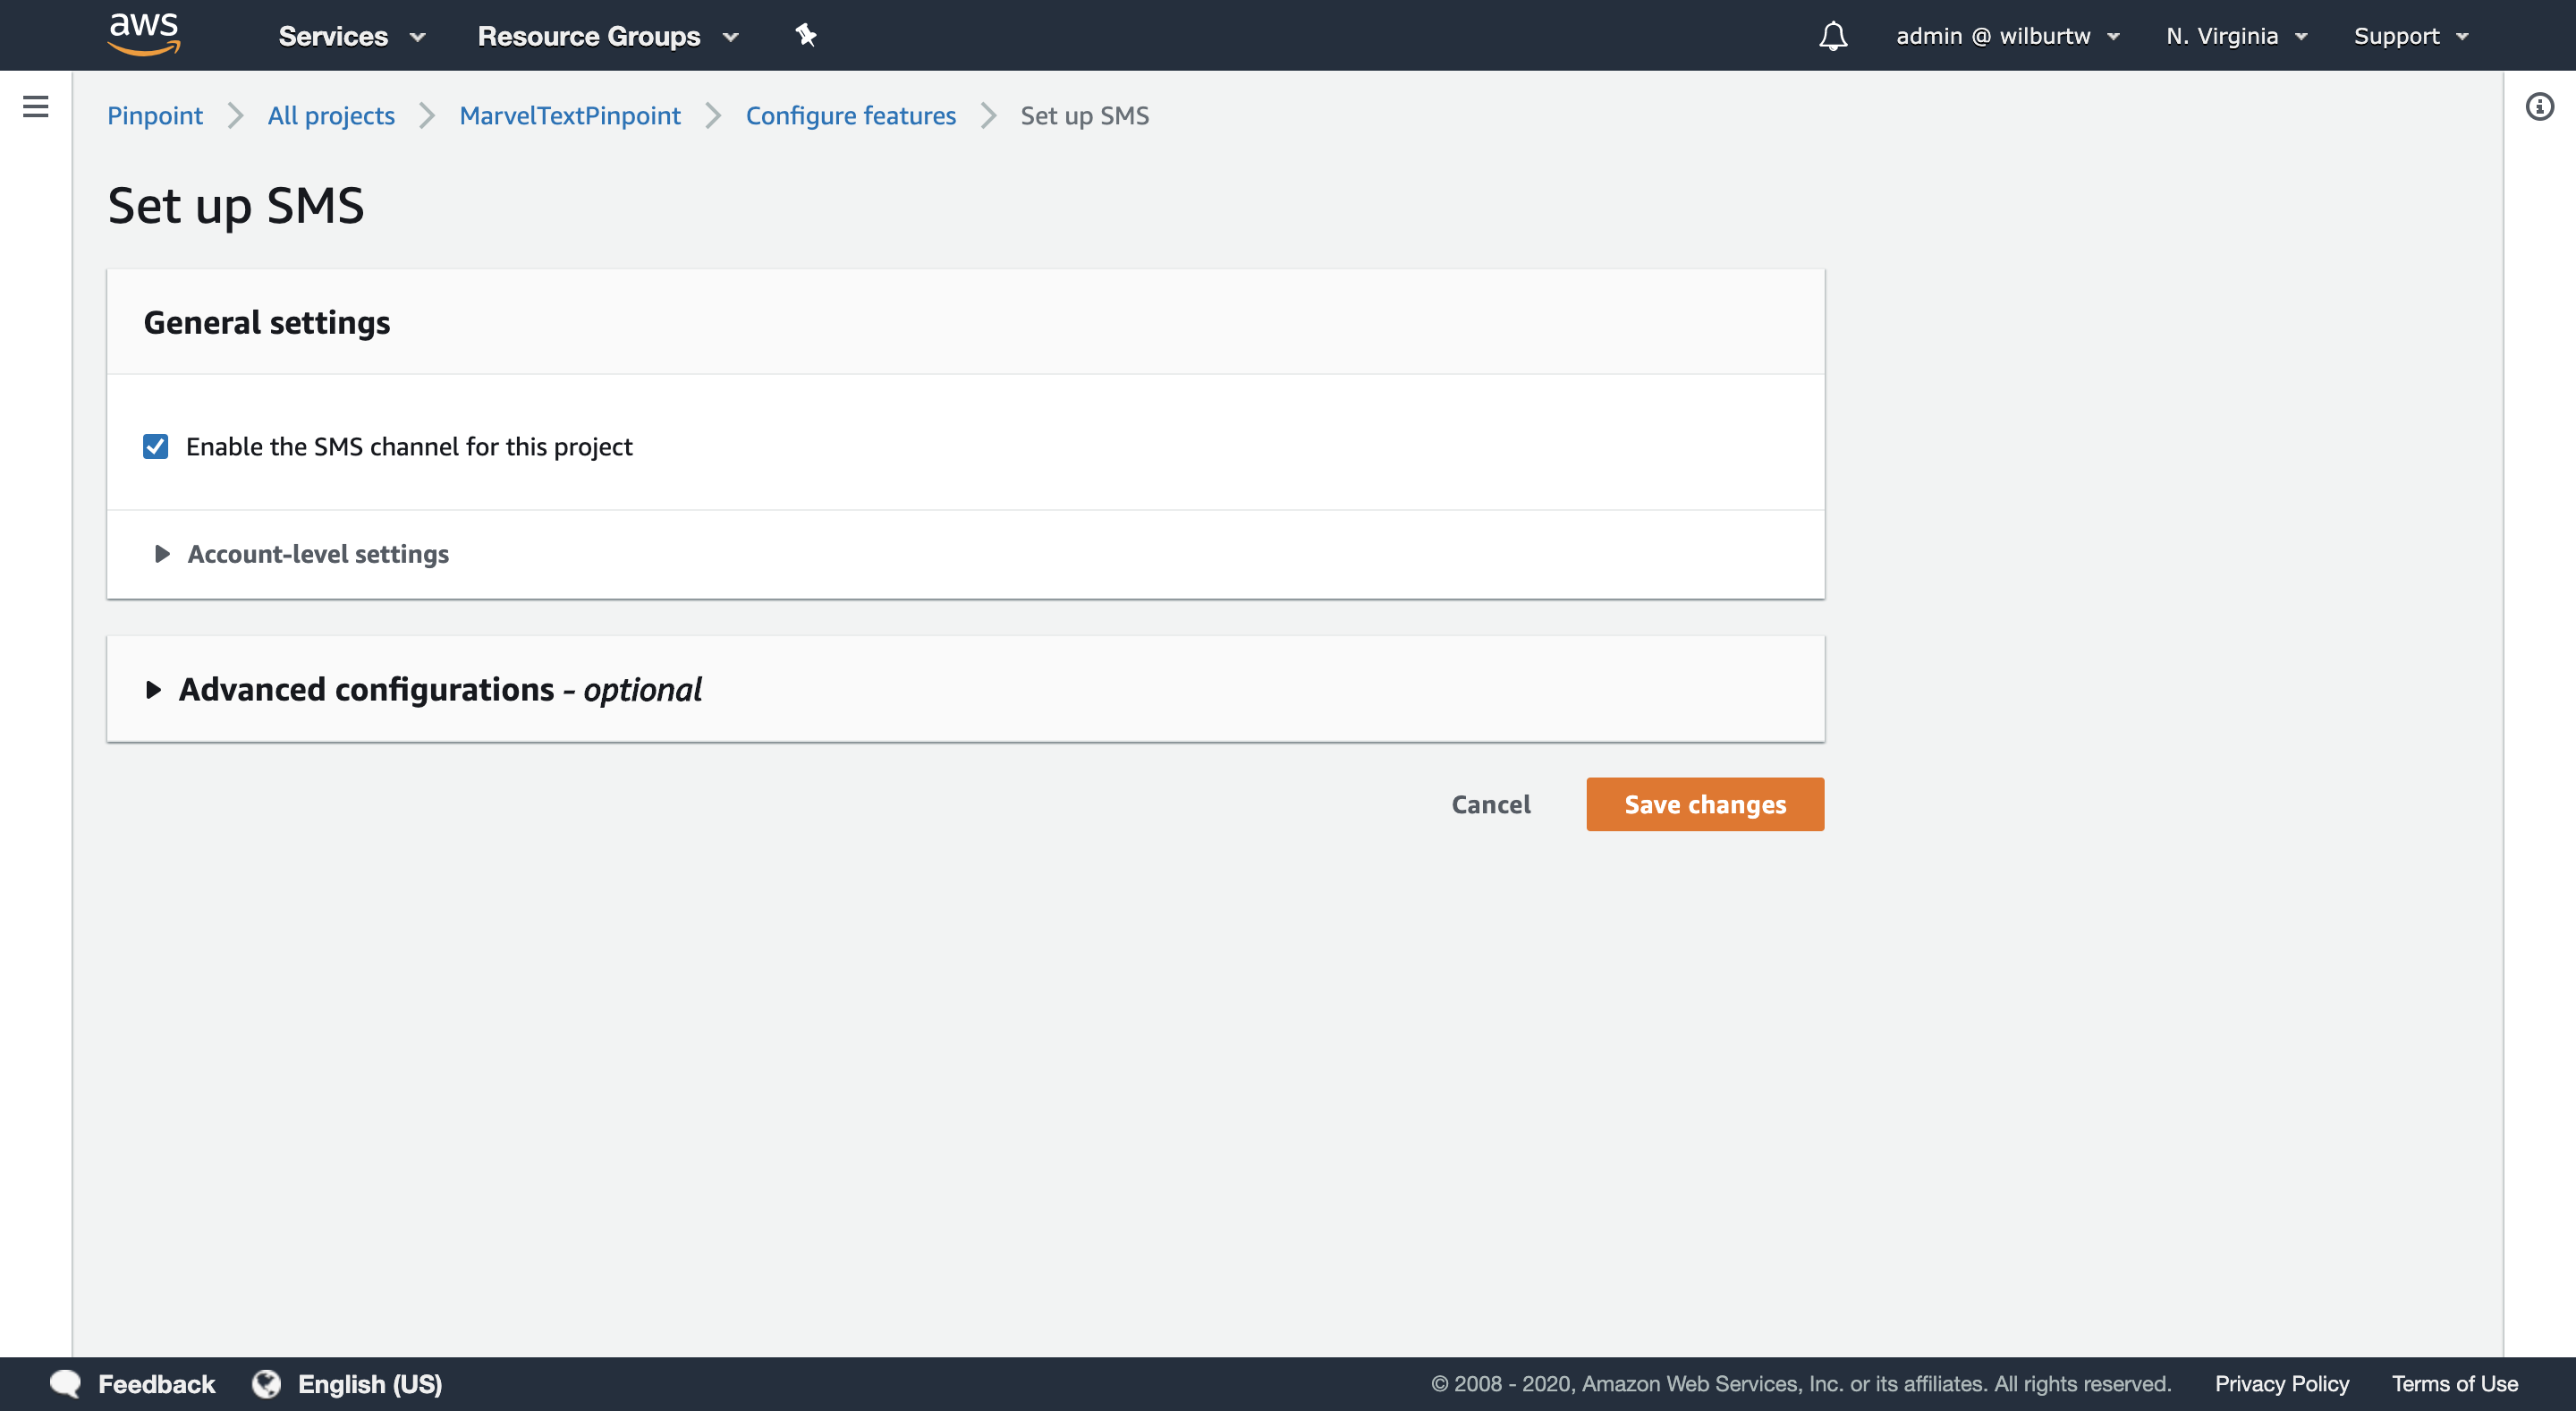 aws Services Resource Groups admin @ wilburtw N. Virginia Support
Pinpoint All projects MarvelTextPinpoint Configure features Set up SMS
Set up SMS
General settings
Enable the SMS channel for this project
Account-level settings
Advanced configurations - optional
Cancel Save changes
Feedback English (US) © 2008 - 2020, Amazon Web Services, Inc. or its affiliates. All rights reserved. Privacy Policy Terms of Use